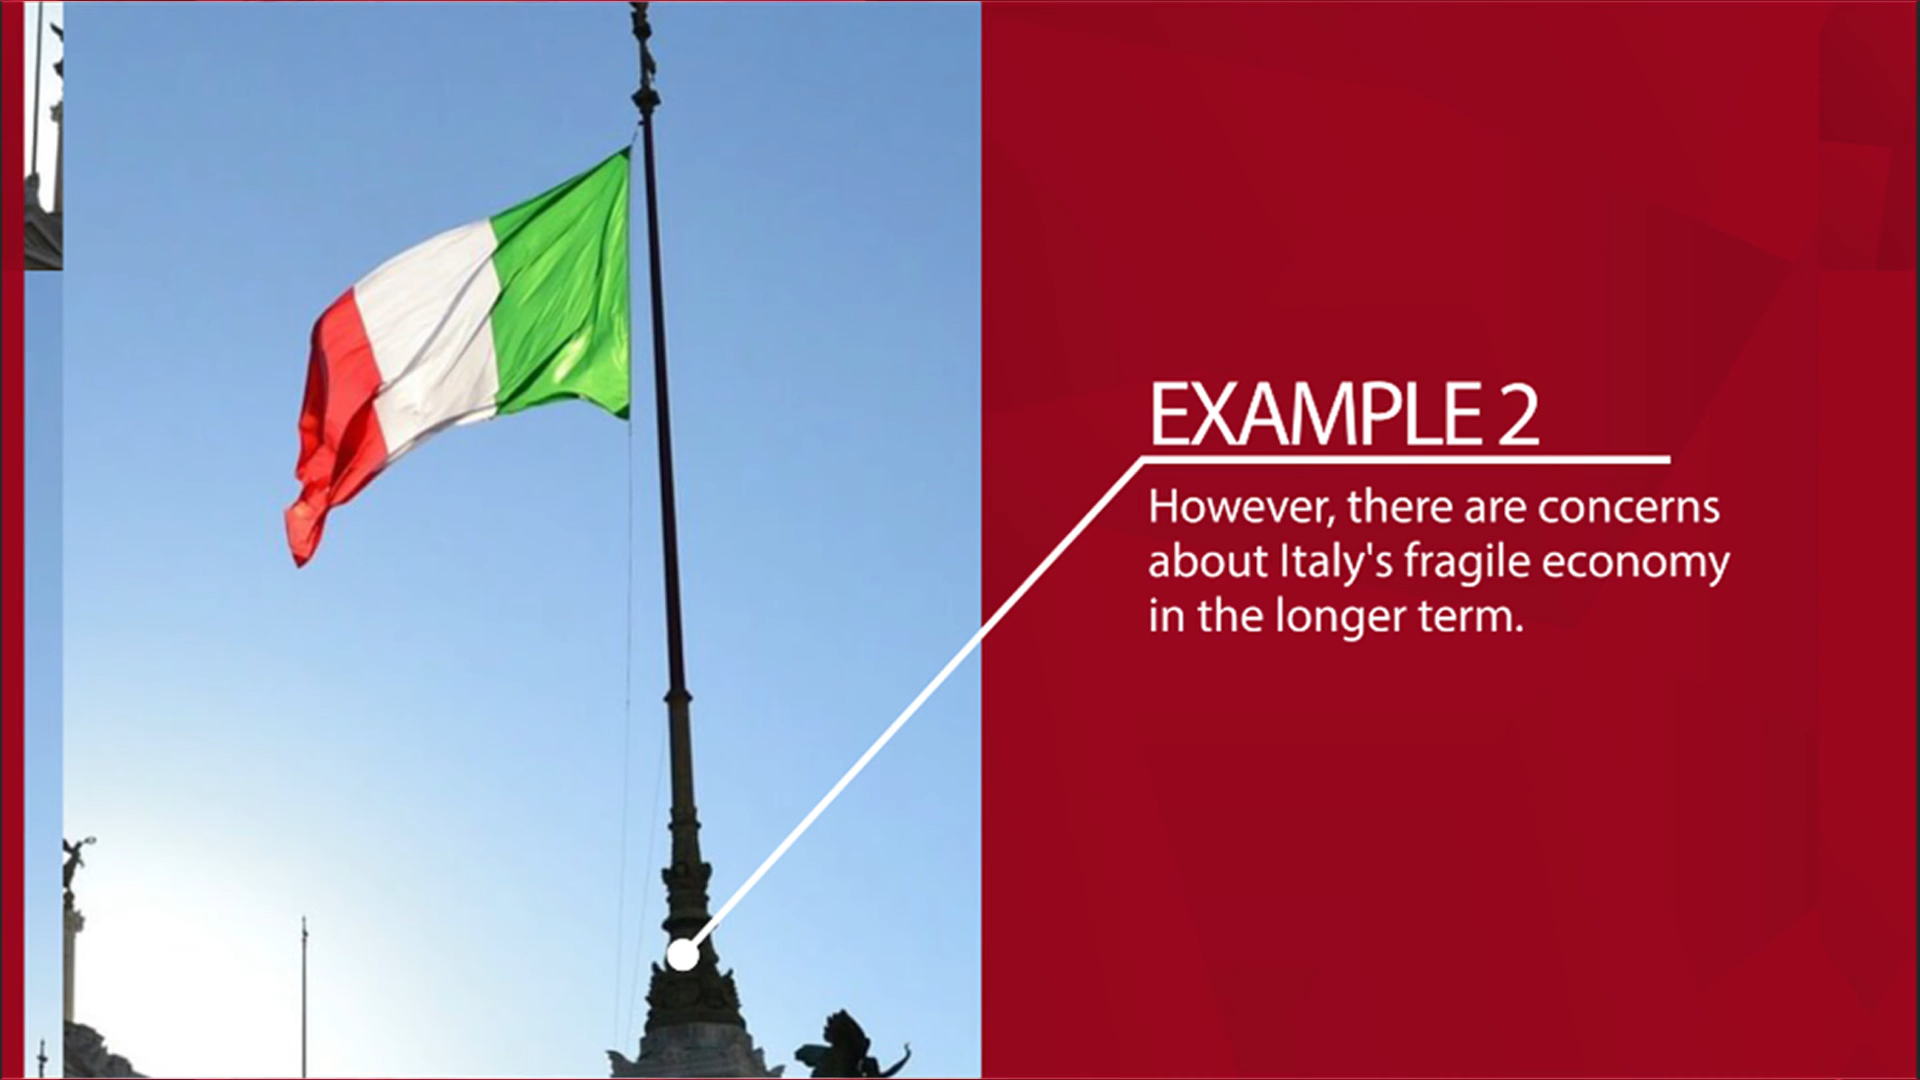 EXAMPLE 2
However, there are concerns
about Italy's fragile economy
in the longer term.